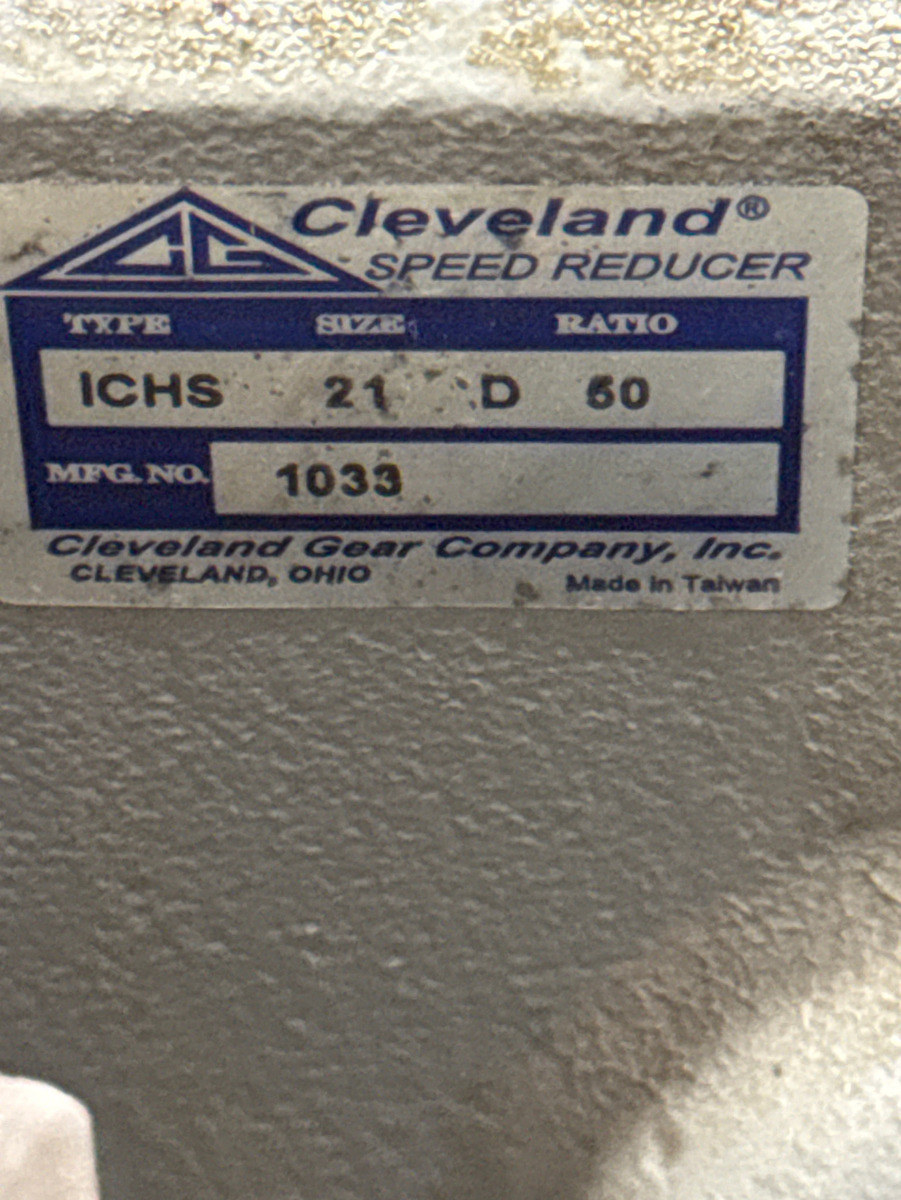 CG Cleveland®
SPEED REDUCER
TYPE SIZE RATIO
ICHS 21 D 50
MFG. NO. 1033
Cleveland Gear Company, Inc.
CLEVELAND, OHIO
Made in Taiwan